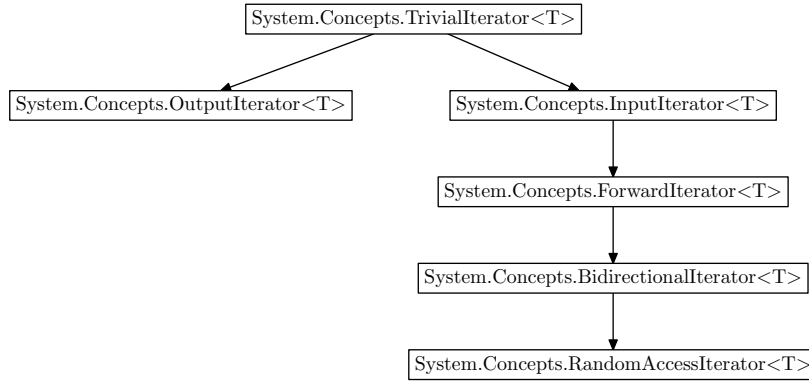 System.Concepts.TrivialIterator<T>
System.Concepts.OutputIterator<T>
System.Concepts.InputIterator<T>
System.Concepts.ForwardIterator<T>
System.Concepts.BidirectionalIterator<T>
System.Concepts.RandomAccessIterator<T>